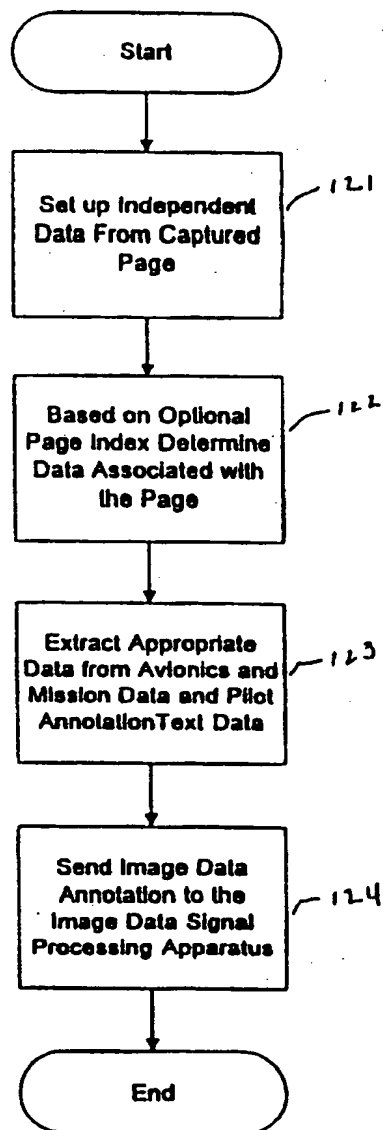 Start
Set up Independent
Data From Captured
Page
121
Based on Optional
Page Index Determine
Data Associated with
the Page
122
Extract Appropriate
Data from Avionics and
Mission Data and Pilot
AnnotationText Data
123
Send Image Data
Annotation to the
Image Data Signal
Processing Apparatus
124
End